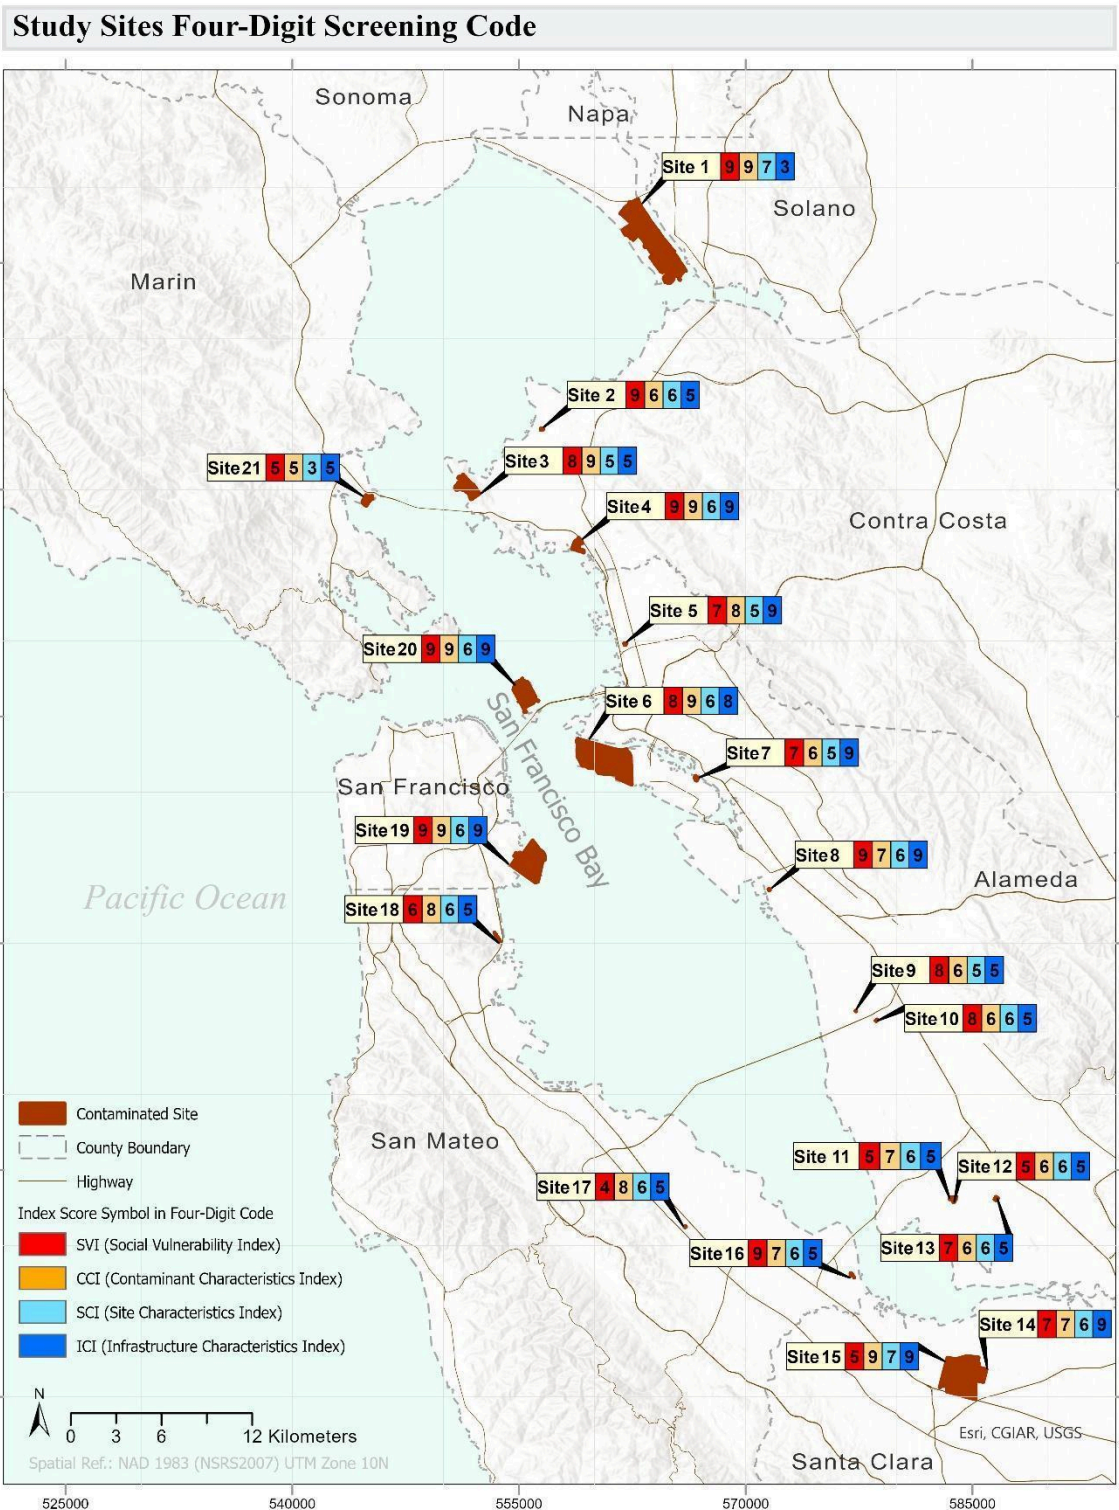 Study Sites Four-Digit Screening Code
Sonoma
Napa
Site 1 9 9 7 3
Solano
Marin
Site 2 9 6 6 5
Site 3 8 9 5 5
Site21 5 5 3 5
Site4 9 9 6 9
Contra Costa
Site 5 7 8 5 9
Site20 9 9 6 9
Site 6 8 9 6 8
San Francisco Bay
Site7 7 6 5 9
San Francisco
Site19 9 9 6 9
Site8 9 7 6 9
Alameda
Pacific Ocean
Site18 6 8 6 5
Site9 8 6 5 5
Site10 8 6 6 5
Contaminated Site
County Boundary
Highway
Index Score Symbol in Four-Digit Code
SVI (Social Vulnerability Index)
CCI (Contaminant Characteristics Index)
SCI (Site Characteristics Index)
ICI (Infrastructure Characteristics Index)
San Mateo
Site 11 5 7 6 5
Site12 5 6 6 5
Site17 4 8 6 5
Site13 7 6 6 5
Site16 9 7 6 5
Site 14 7 7 6 9
Site15 5 9 7 9
N
0 3 6 12 Kilometers
Esri, CGIAR, USGS
Santa Clara
Spatial Ref.: NAD 1983 (NSRS2007) UTM Zone 10N
525000 540000 555000 570000 585000